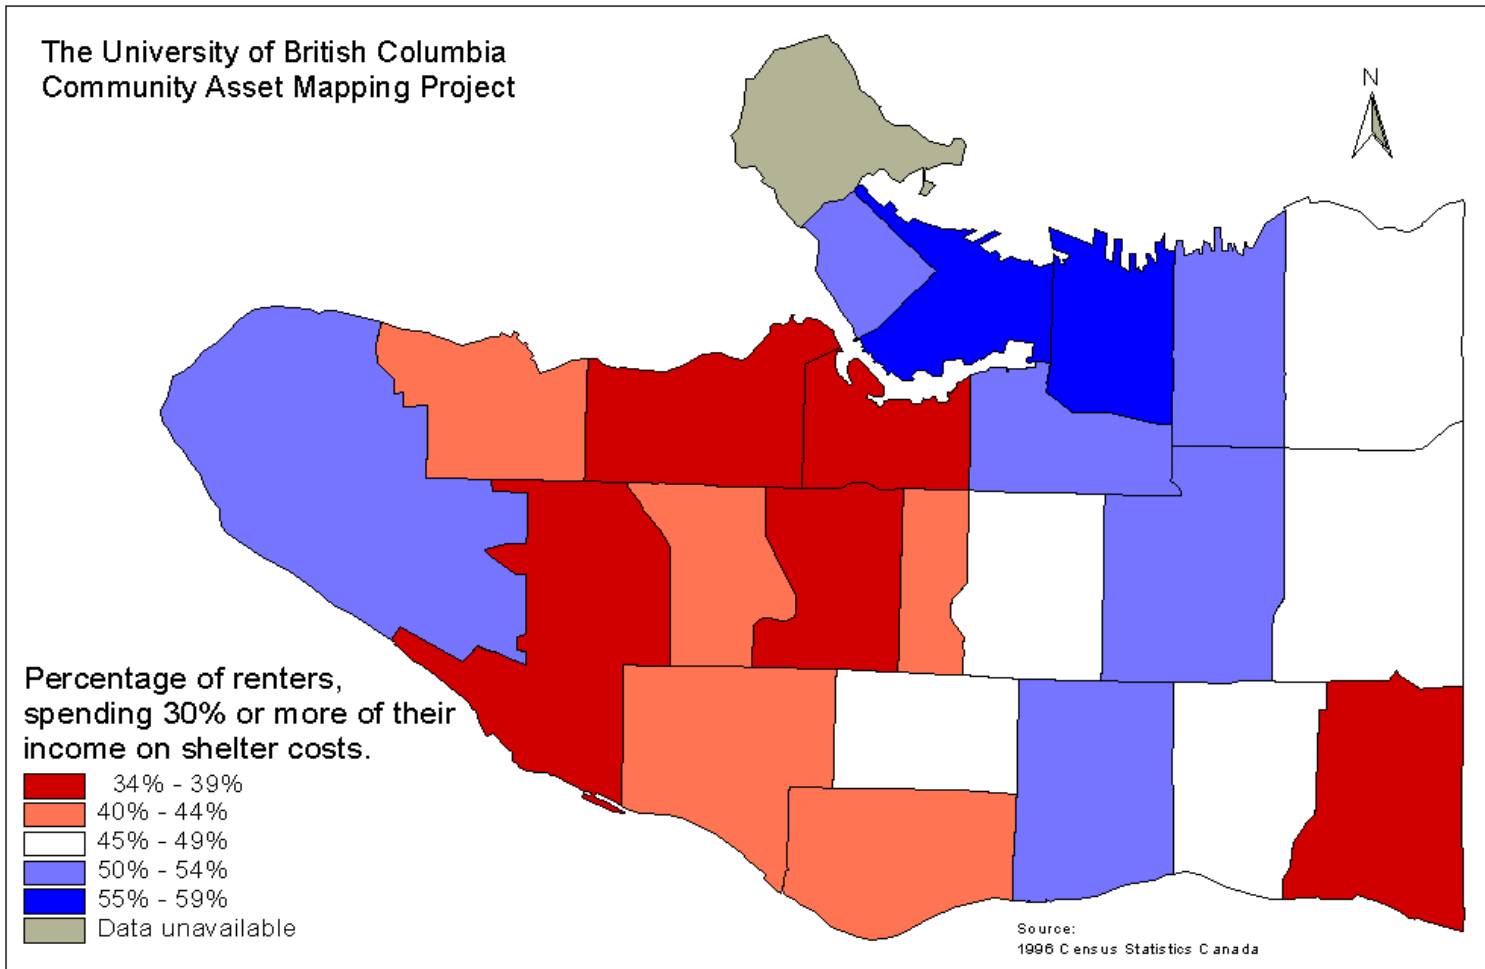 The University of British Columbia
Community Asset Mapping Project
N
Percentage of renters,
spending 30% or more of their
income on shelter costs.
34% - 39%
40% - 44%
45% - 49%
50% - 54%
55% - 59%
Data unavailable
Source:
1996 Census Statistics Canada